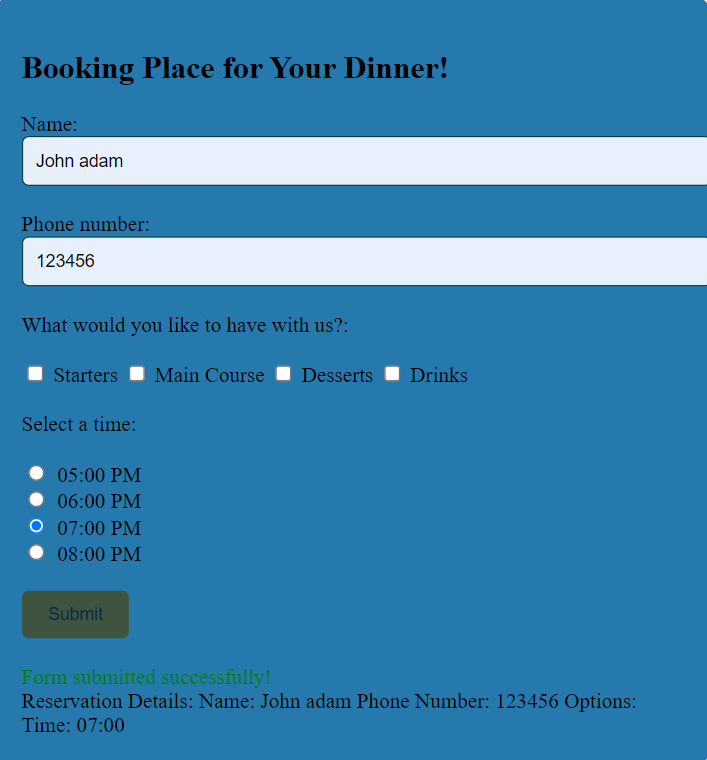 Booking Place for Your Dinner!
Name:
John adam
Phone number:
123456
What would you like to have with us?:
Starters Main Course Desserts Drinks
Select a time:
05:00 PM
06:00 PM
07:00 PM
08:00 PM
Submit
Form submitted successfully!
Reservation Details: Name: John adam Phone Number: 123456 Options:
Time: 07:00